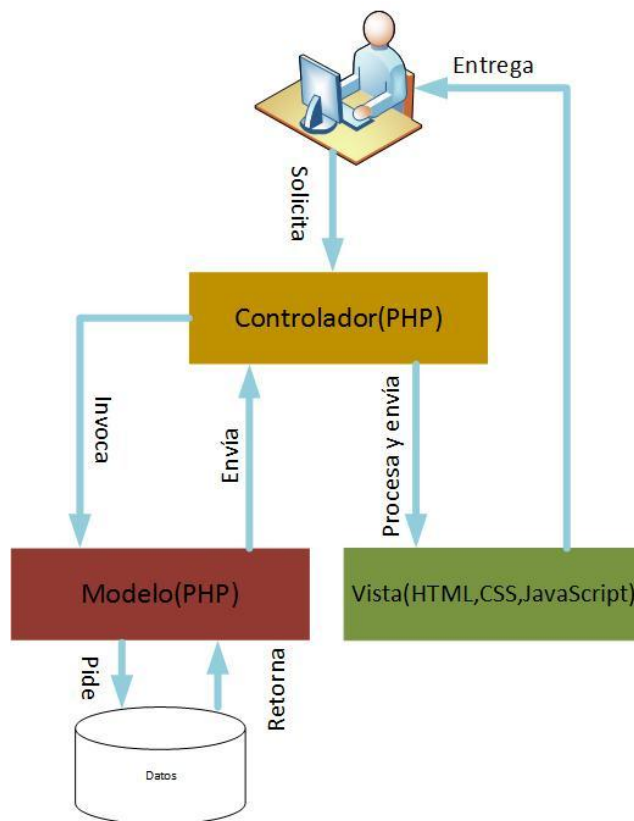 Entrega
Solicita
Controlador(PHP)
Invoca
Envía
Procesa y envía
Modelo(PHP)
Vista(HTML,CSS,JavaScript)
Pide
Retorna
Datos